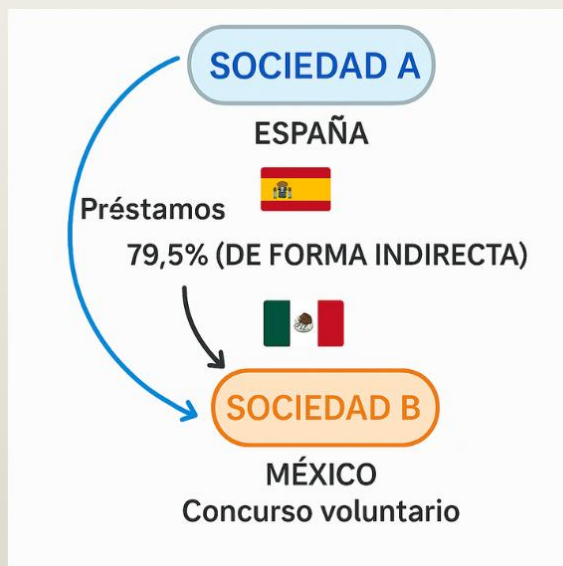 SOCIEDAD A
ESPAÑA
Préstamos
79,5% (DE FORMA INDIRECTA)
SOCIEDAD B
MÉXICO
Concurso voluntario